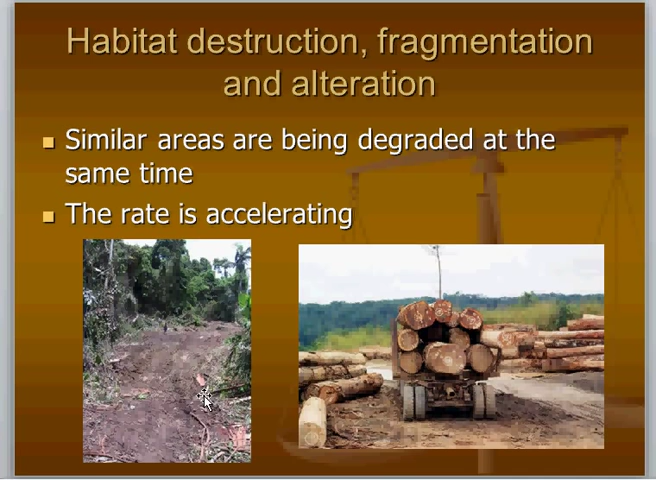 Habitat destruction, fragmentation
and alteration
Similar areas are being degraded at the
same time
The rate is accelerating